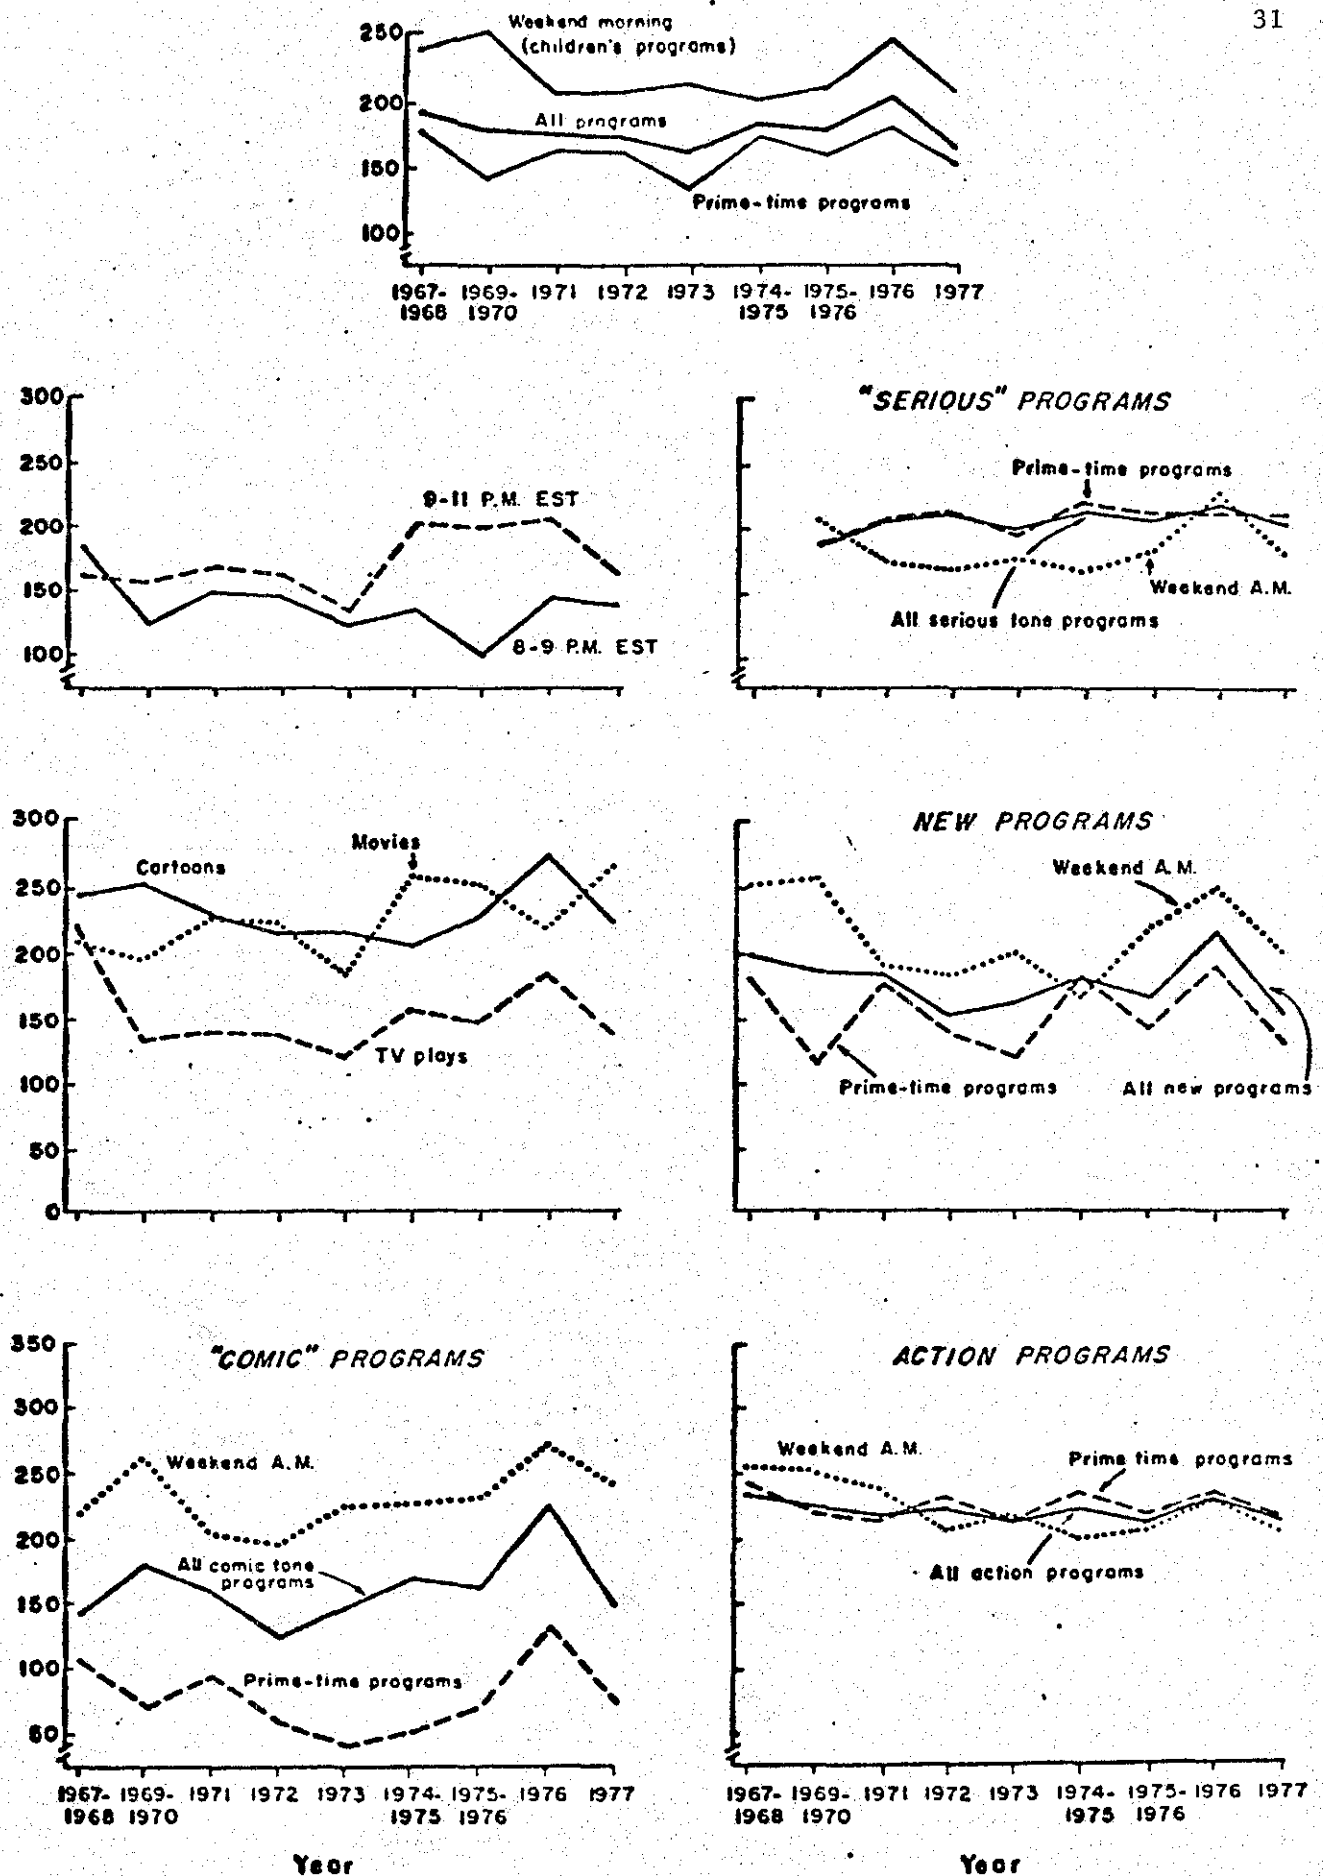 31
Weekend morning
(children's programs)
250
200
150
100
All programs
Prime-time programs
1967- 1969- 1971 1972 1973 1974- 1975- 1976 1977
1968 1970 1975 1976
300
250
200
150
100
9-11 P.M. EST
8-9 P.M. EST
"SERIOUS" PROGRAMS
Prime-time programs
Weekend A.M.
All serious tone programs
300
250
200
150
100
50
0
Movies
Cartoons
TV plays
NEW PROGRAMS
Weekend A.M.
Prime-time programs
All new programs
350
300
250
200
150
100
50
"COMIC" PROGRAMS
Weekend A.M.
All comic tone
programs
Prime-time programs
1967- 1969- 1971 1972 1973 1974- 1975- 1976 1977
1968 1970 1975 1976
Year
ACTION PROGRAMS
Weekend A.M.
Prime time programs
All action programs
1967- 1969- 1971 1972 1973 1974- 1975- 1976 1977
1968 1970 1975 1976
Year